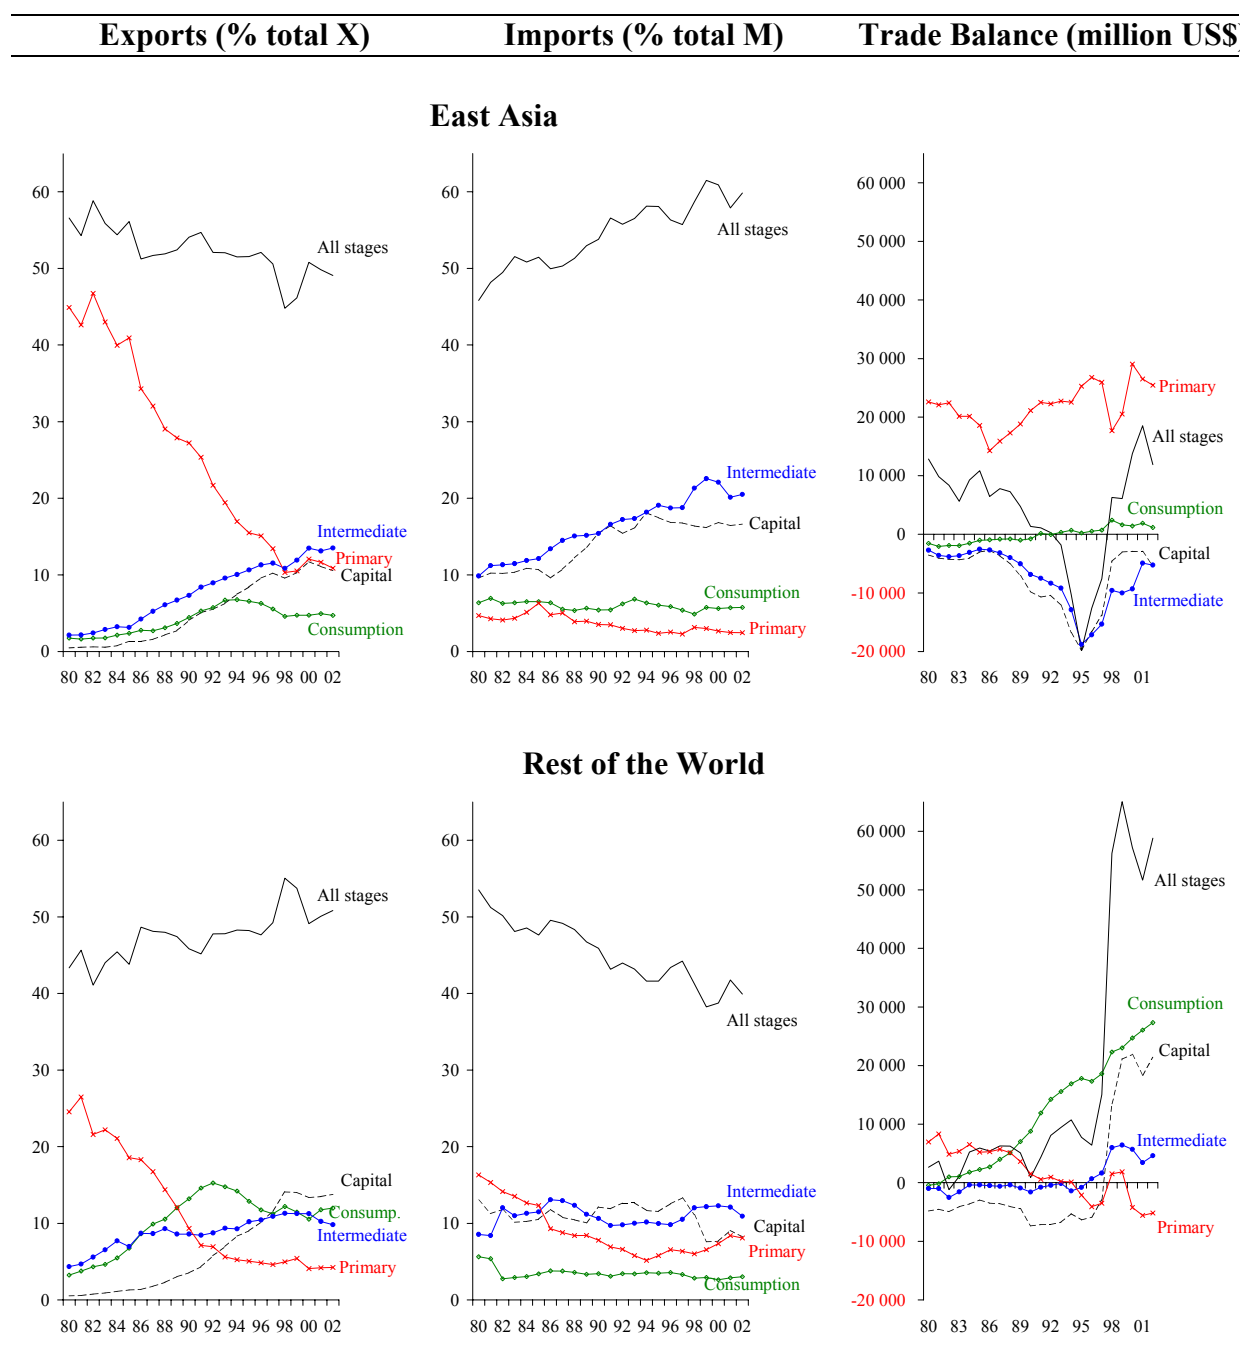 Exports (% total X) Imports (% total M) Trade Balance (million US$)
East Asia
60
50
40
30
20
10
0
All stages
Intermediate
Primary
Capital
Consumption
80 82 84 86 88 90 92 94 96 98 00 02
60
50
40
30
20
10
0
All stages
Intermediate
Capital
Consumption
Primary
80 82 84 86 88 90 92 94 96 98 00 02
60 000
50 000
40 000
30 000
20 000
10 000
0
-10 000
-20 000
Primary
All stages
Consumption
Capital
Intermediate
80 83 86 89 92 95 98 01
Rest of the World
60
50
40
30
20
10
0
All stages
Capital
Consump.
Intermediate
Primary
80 82 84 86 88 90 92 94 96 98 00 02
60
50
40
30
20
10
0
All stages
Intermediate
Capital
Primary
Consumption
80 82 84 86 88 90 92 94 96 98 00 02
60 000
50 000
40 000
30 000
20 000
10 000
0
-10 000
-20 000
All stages
Consumption
Capital
Intermediate
Primary
80 83 86 89 92 95 98 01